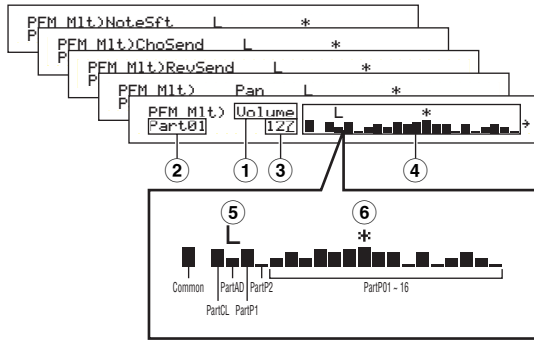 PFM Mlt)NoteSft L *
PFM Mlt)ChoSend L *
PFM Mlt)RevSend L *
PFM Mlt) Pan L *
PFM Mlt) Volume L *
Part01 127
2 1 3 4
5 6
L *
Common PartCL PartAD PartP1 PartP2 PartP01 - 16